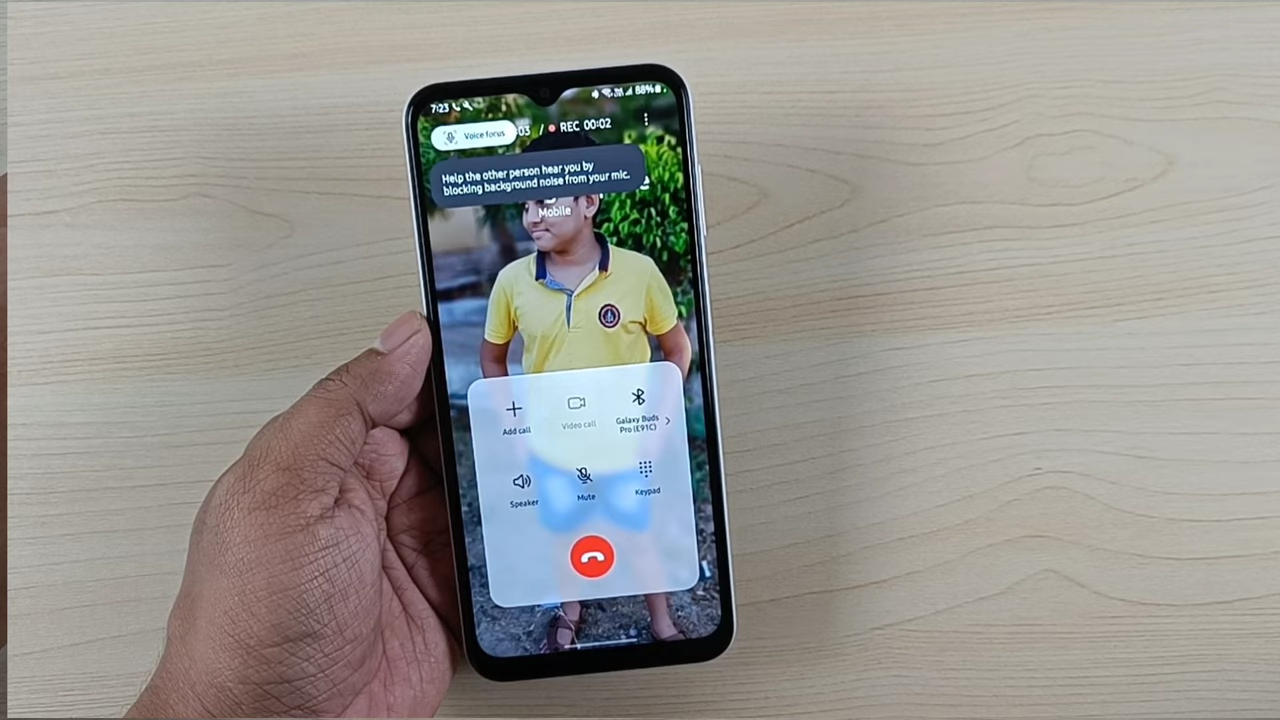 7:23 88%
Voice focus :03 / REC 00:02
Help the other person hear you by
blocking background noise from your mic.
Mobile
Add call
Video call
Galaxy Buds
Pro (E91C)
Speaker
Mute
Keypad